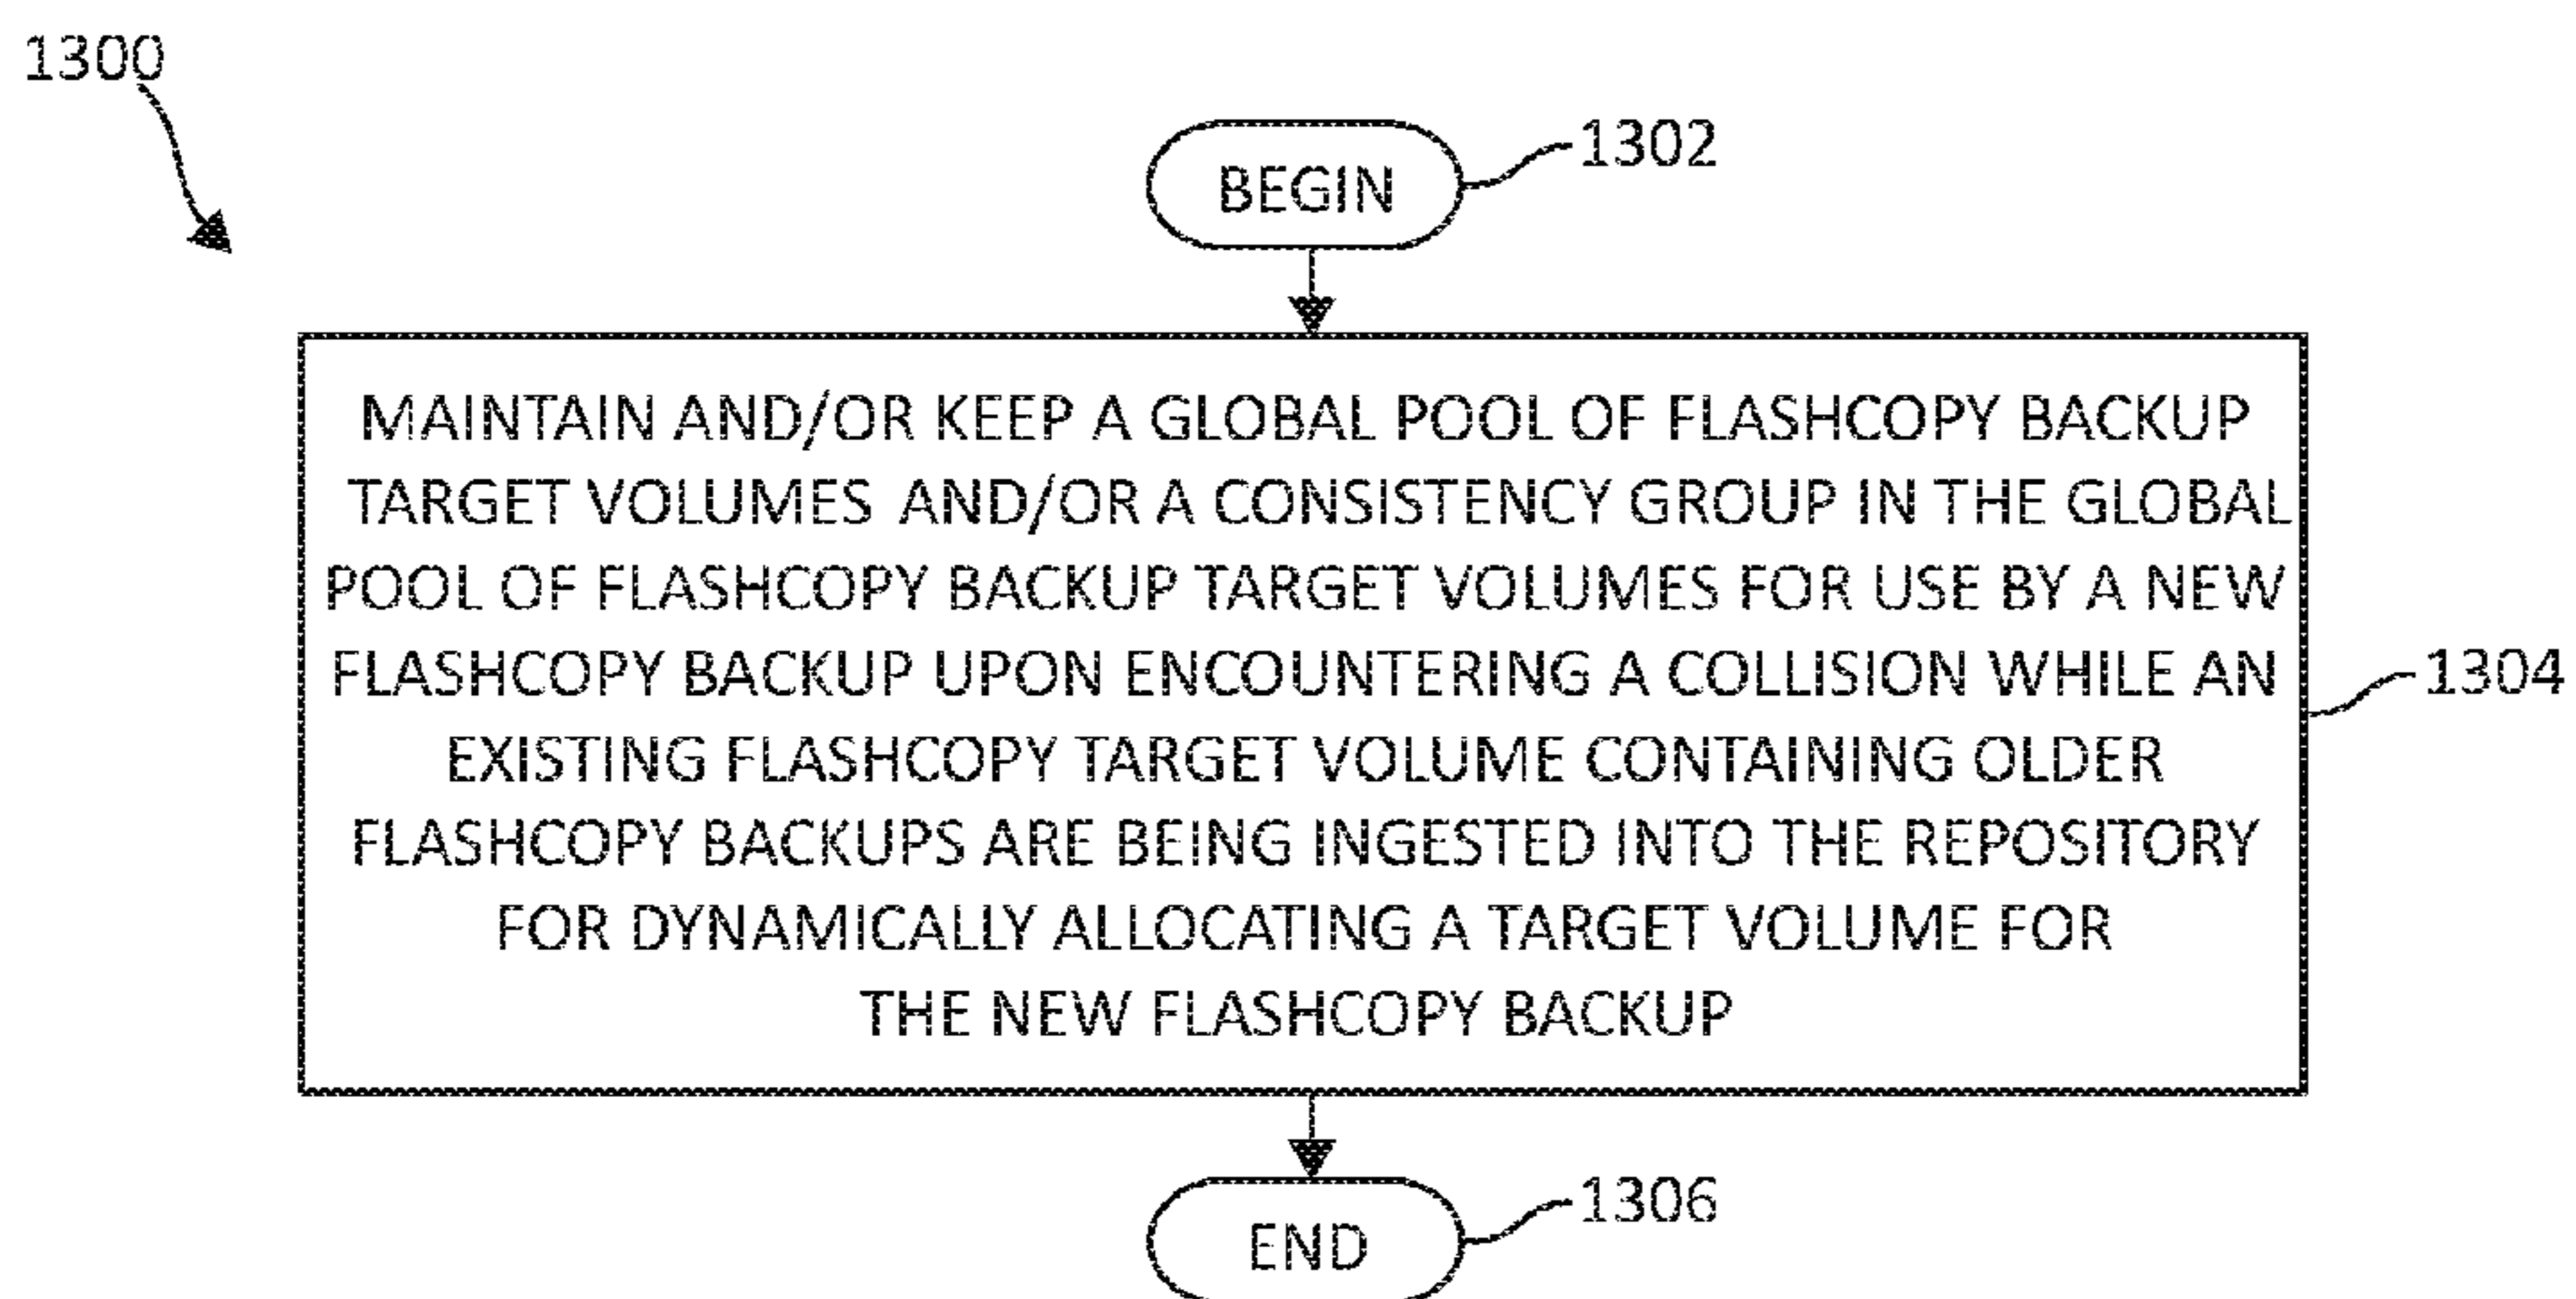 1300
1302
BEGIN
MAINTAIN AND/OR KEEP A GLOBAL POOL OF FLASHCOPY BACKUP
TARGET VOLUMES AND/OR A CONSISTENCY GROUP IN THE GLOBAL
POOL OF FLASHCOPY BACKUP TARGET VOLUMES FOR USE BY A NEW
FLASHCOPY BACKUP UPON ENCOUNTERING A COLLISION WHILE AN
EXISTING FLASHCOPY TARGET VOLUME CONTAINING OLDER
FLASHCOPY BACKUPS ARE BEING INGESTED INTO THE REPOSITORY
FOR DYNAMICALLY ALLOCATING A TARGET VOLUME FOR
THE NEW FLASHCOPY BACKUP
1304
1306
END